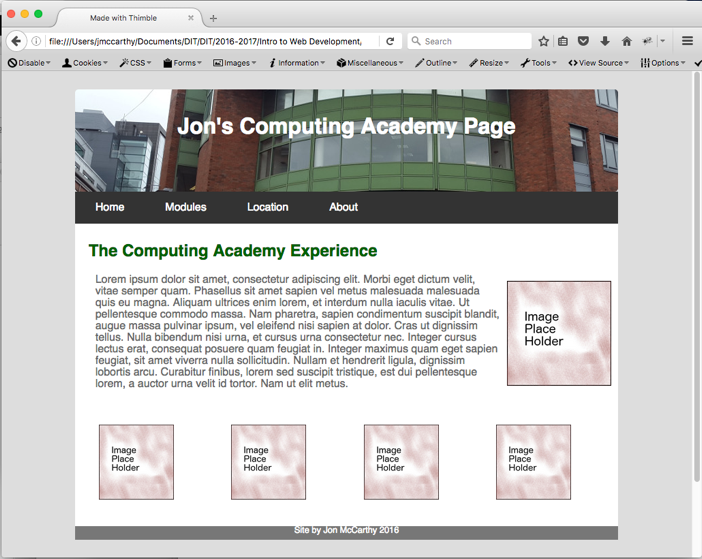 Made with Thimble
file:///Users/jmccarthy/Documents/DIT/DIT/2016-2017/Intro to Web Development,
Search
Disable Cookies CSS Forms Images Information Miscellaneous Outline Resize Tools View Source Options
Jon's Computing Academy Page
Home Modules Location About
The Computing Academy Experience
Lorem ipsum dolor sit amet, consectetur adipiscing elit. Morbi eget dictum velit,
vitae semper quam. Phasellus sit amet sapien vel metus malesuada malesuada
quis eu magna. Aliquam ultrices enim lorem, et interdum nulla iaculis vitae. Ut
pellentesque commodo massa. Nam pharetra, sapien condimentum suscipit blandit,
augue massa pulvinar ipsum, vel eleifend nisi sapien at dolor. Cras ut dignissim
tellus. Nulla bibendum nisi urna, et cursus urna consectetur nec. Integer cursus
lectus erat, consequat posuere quam feugiat in. Integer maximus quam eget sapien
feugiat, sit amet viverra nulla sollicitudin. Nullam et hendrerit ligula, dignissim
lobortis arcu. Curabitur finibus, lorem sed suscipit tristique, est dui pellentesque
lorem, a auctor urna velit id tortor. Nam ut elit metus.
Image
Place
Holder
Image
Place
Holder
Image
Place
Holder
Image
Place
Holder
Image
Place
Holder
Site by Jon McCarthy 2016